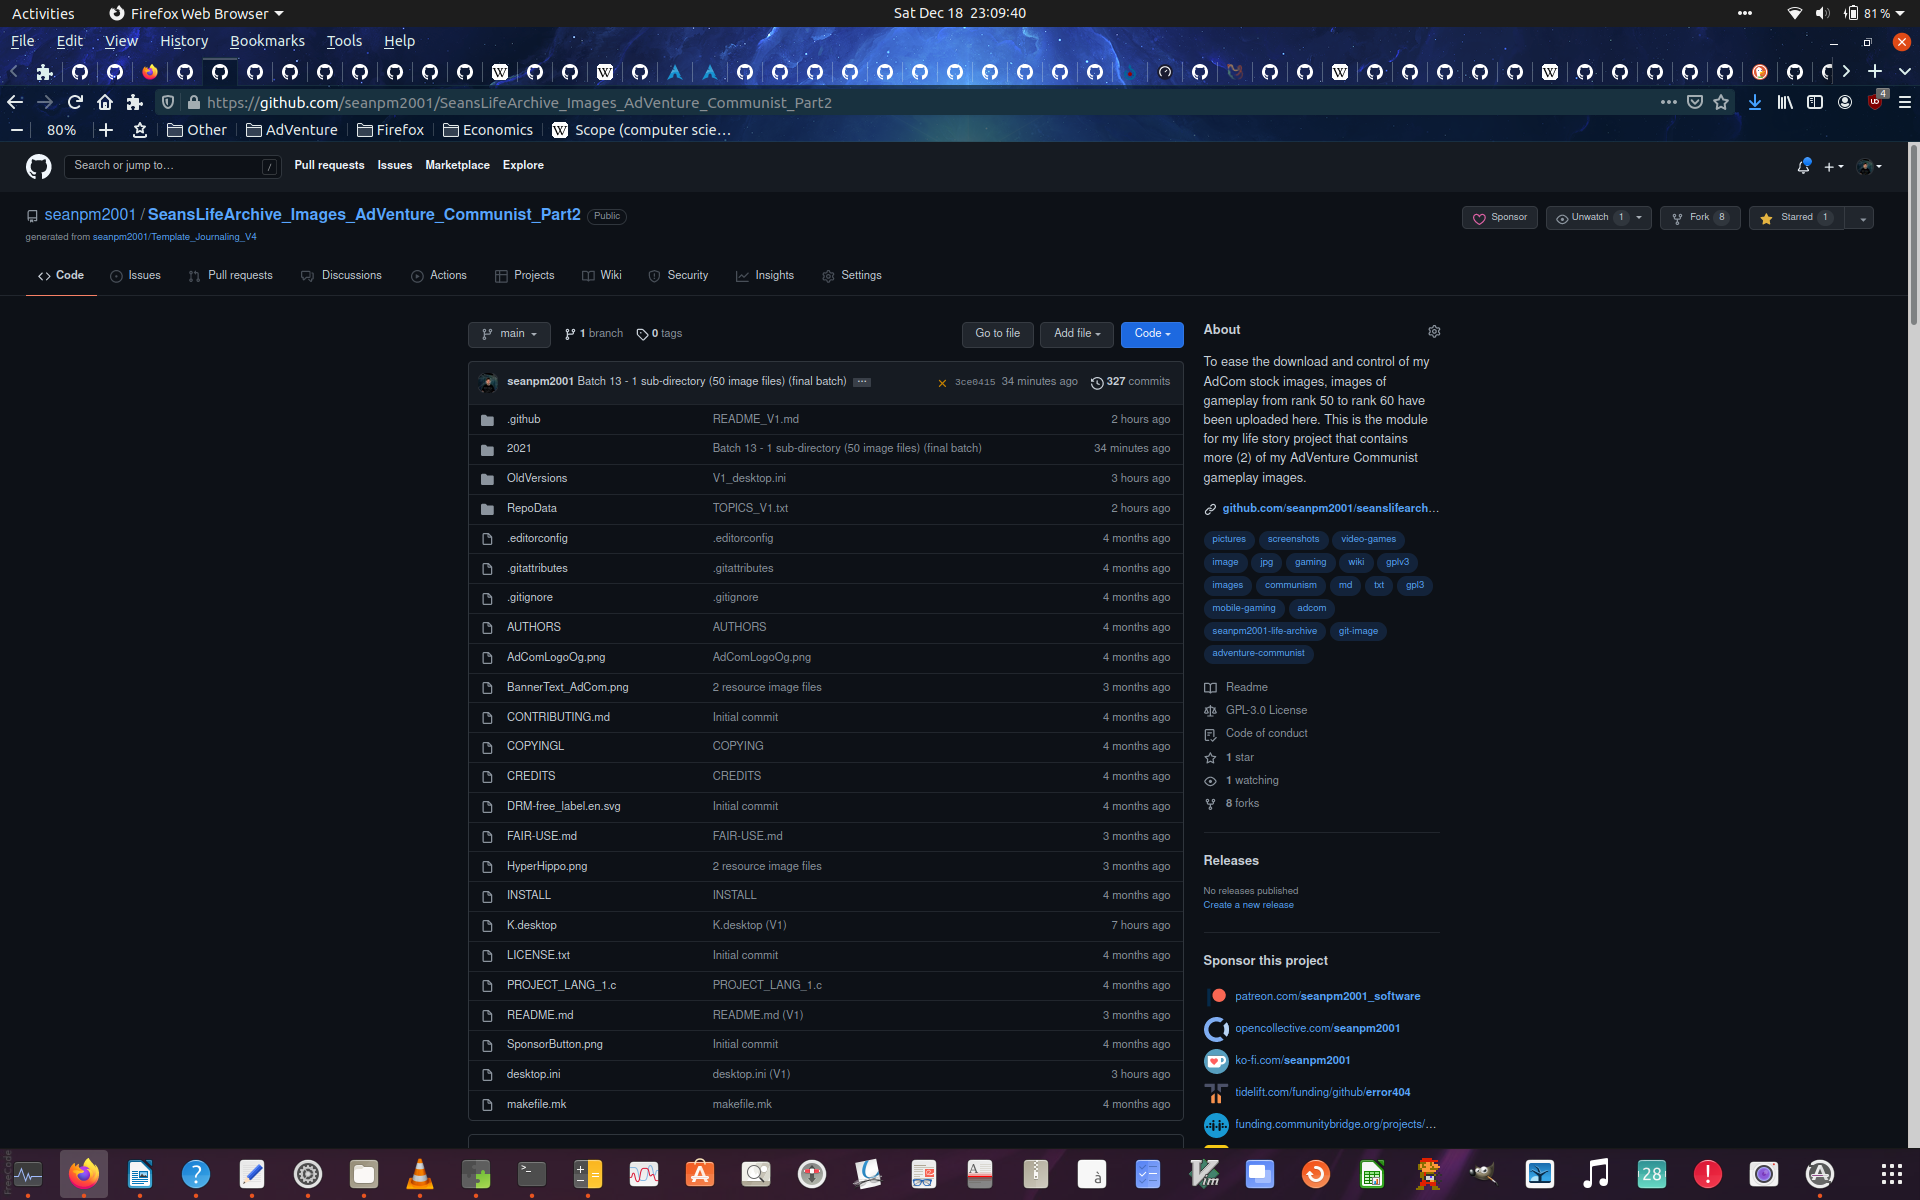 Activities Firefox Web Browser Sat Dec 18 23:09:40 81 %
File Edit View History Bookmarks Tools Help
https://github.com/seanpm2001/SeansLifeArchive_Images_AdVenture_Communist_Part2 4
80% Other AdVenture Firefox Economics Scope (computer scie…
Search or jump to… / Pull requests Issues Marketplace Explore
seanpm2001 / SeansLifeArchive_Images_AdVenture_Communist_Part2 Public Sponsor Unwatch 1 Fork 8 Starred 1
generated from seanpm2001/Template_Journaling_V4
Code Issues Pull requests Discussions Actions Projects Wiki Security Insights Settings
main 1 branch 0 tags Go to file Add file Code
seanpm2001 Batch 13 - 1 sub-directory (50 image files) (final batch) 3ce0415 34 minutes ago 327 commits
.github README_V1.md 2 hours ago
2021 Batch 13 - 1 sub-directory (50 image files) (final batch) 34 minutes ago
OldVersions V1_desktop.ini 3 hours ago
RepoData TOPICS_V1.txt 2 hours ago
.editorconfig .editorconfig 4 months ago
.gitattributes .gitattributes 4 months ago
.gitignore .gitignore 4 months ago
AUTHORS AUTHORS 4 months ago
AdComLogoOg.png AdComLogoOg.png 4 months ago
BannerText_AdCom.png 2 resource image files 3 months ago
CONTRIBUTING.md Initial commit 4 months ago
COPYINGL COPYING 4 months ago
CREDITS CREDITS 4 months ago
DRM-free_label.en.svg Initial commit 4 months ago
FAIR-USE.md FAIR-USE.md 3 months ago
HyperHippo.png 2 resource image files 3 months ago
INSTALL INSTALL 4 months ago
K.desktop K.desktop (V1) 7 hours ago
LICENSE.txt Initial commit 4 months ago
PROJECT_LANG_1.c PROJECT_LANG_1.c 4 months ago
README.md README.md (V1) 3 months ago
SponsorButton.png Initial commit 4 months ago
desktop.ini desktop.ini (V1) 3 hours ago
makefile.mk makefile.mk 4 months ago
About
To ease the download and control of my
AdCom stock images, images of
gameplay from rank 50 to rank 60 have
been uploaded here. This is the module
for my life story project that contains
more (2) of my AdVenture Communist
gameplay images.
github.com/seanpm2001/seanslifearch…
pictures screenshots video-games
image jpg gaming wiki gplv3
images communism md txt gpl3
mobile-gaming adcom
seanpm2001-life-archive git-image
adventure-communist
Readme
GPL-3.0 License
Code of conduct
1 star
1 watching
8 forks
Releases
No releases published
Create a new release
Sponsor this project
patreon.com/seanpm2001_software
opencollective.com/seanpm2001
ko-fi.com/seanpm2001
tidelift.com/funding/github/error404
funding.communitybridge.org/projects/…
28